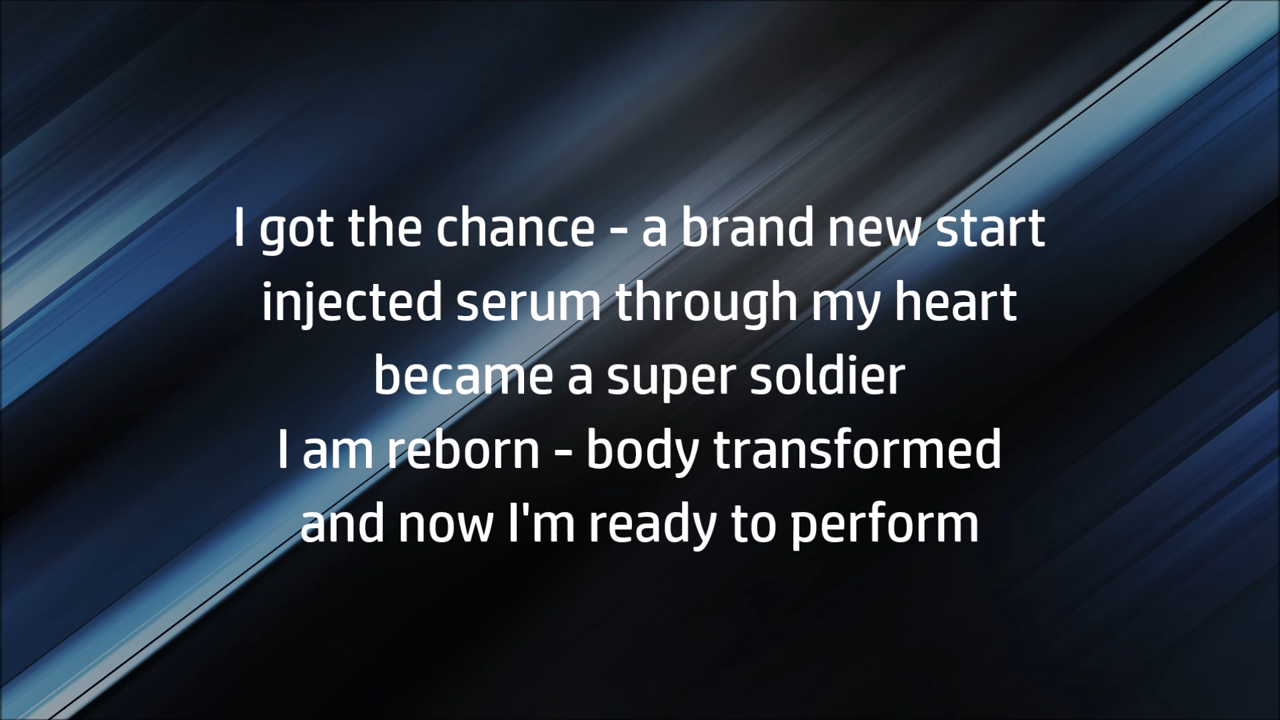 I got the chance - a brand new start
injected serum through my heart
became a super soldier
I am reborn - body transformed
and now I'm ready to perform